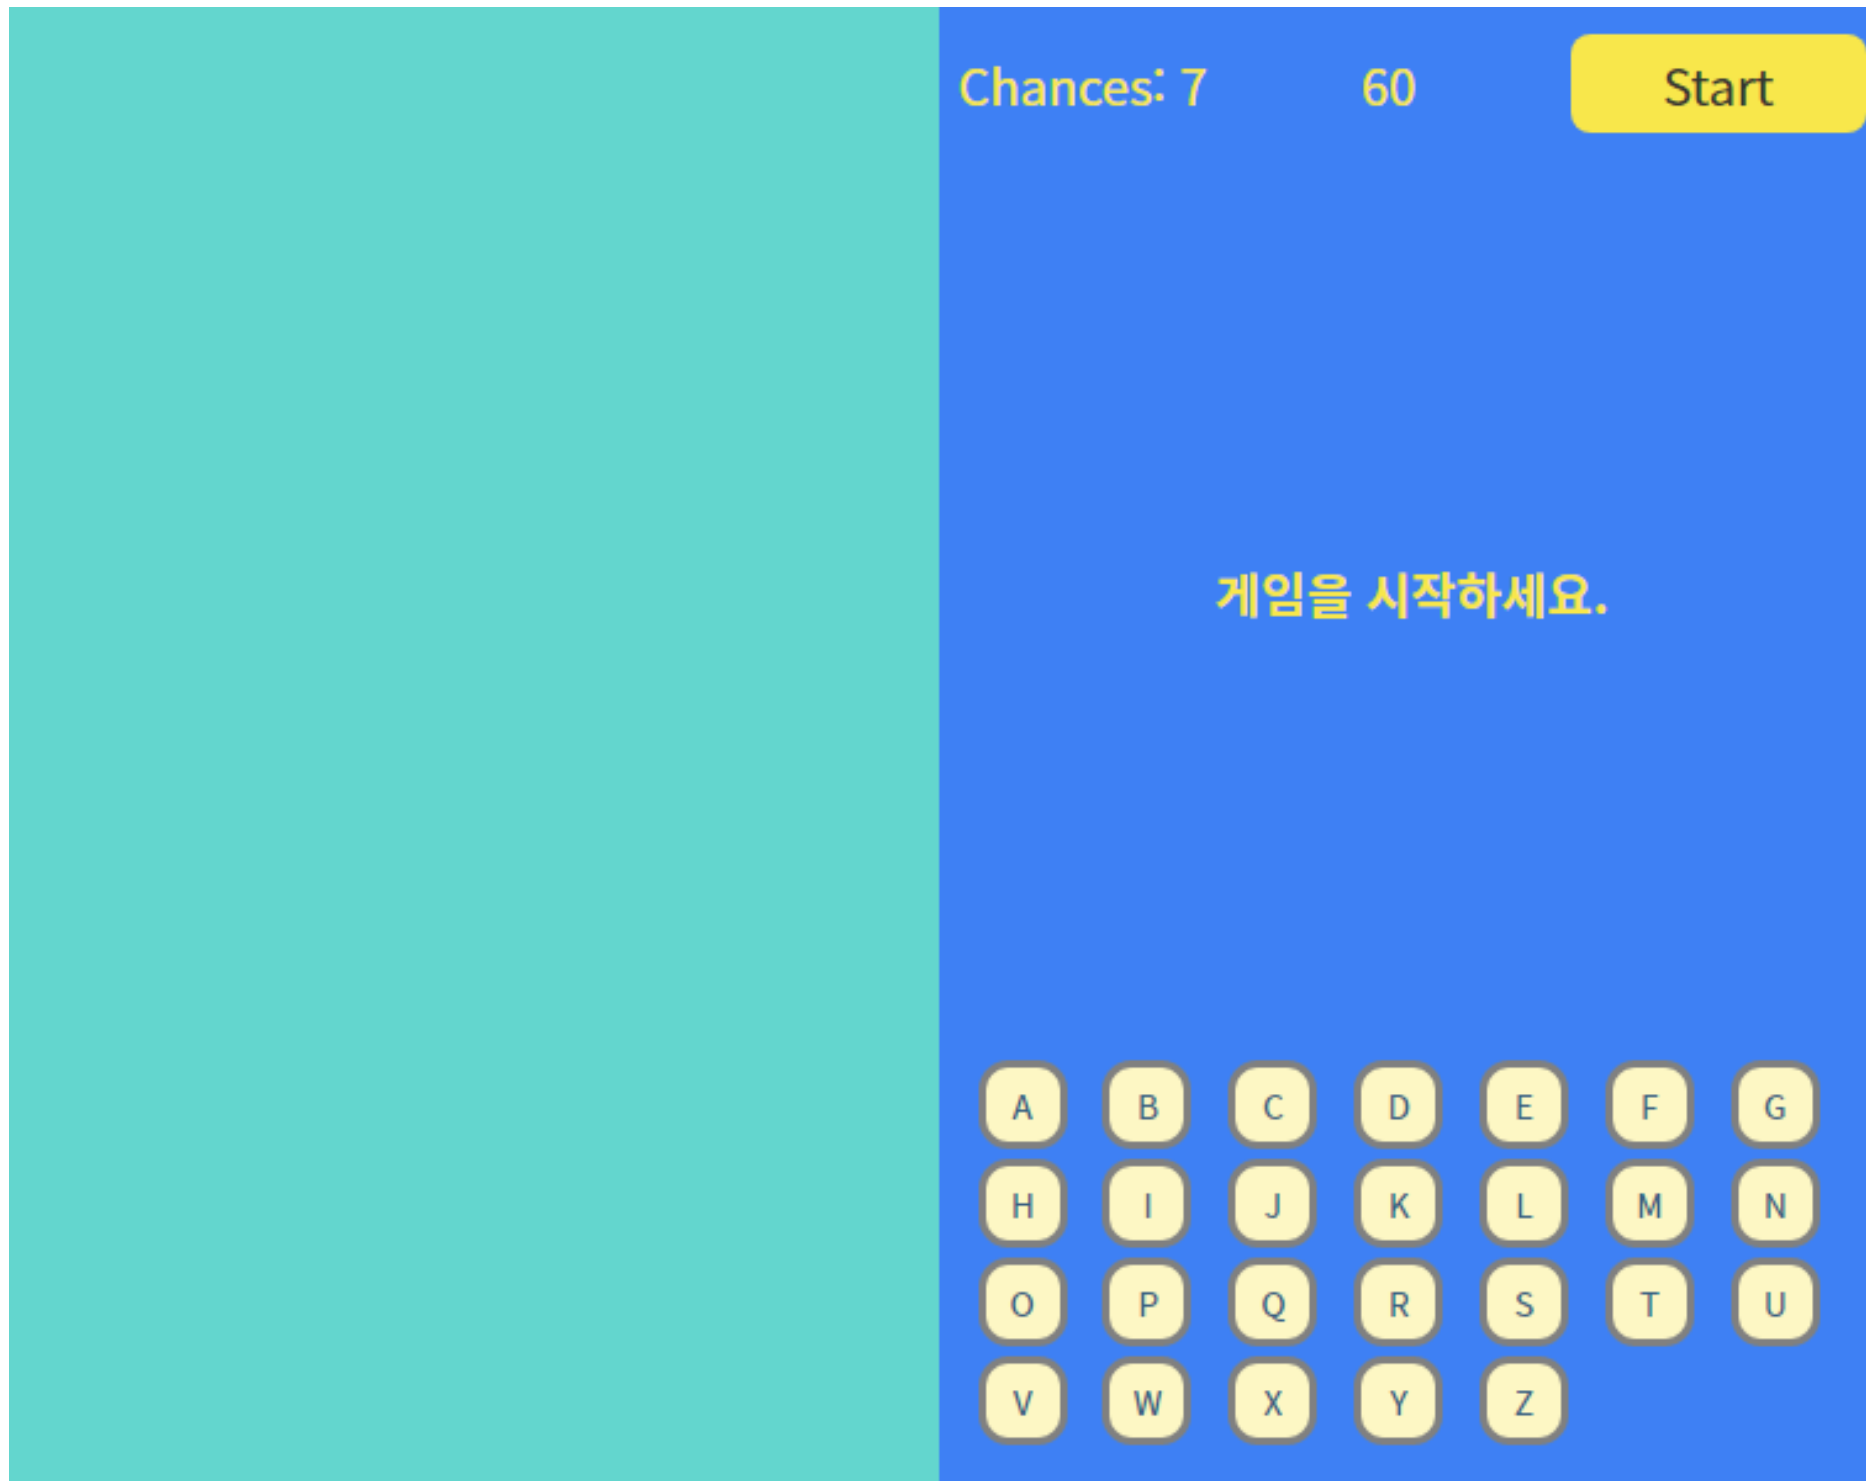 Chances: 7 60 Start
게임을 시작하세요.
A B C D E F G
H I J K L M N
O P Q R S T U
V W X Y Z